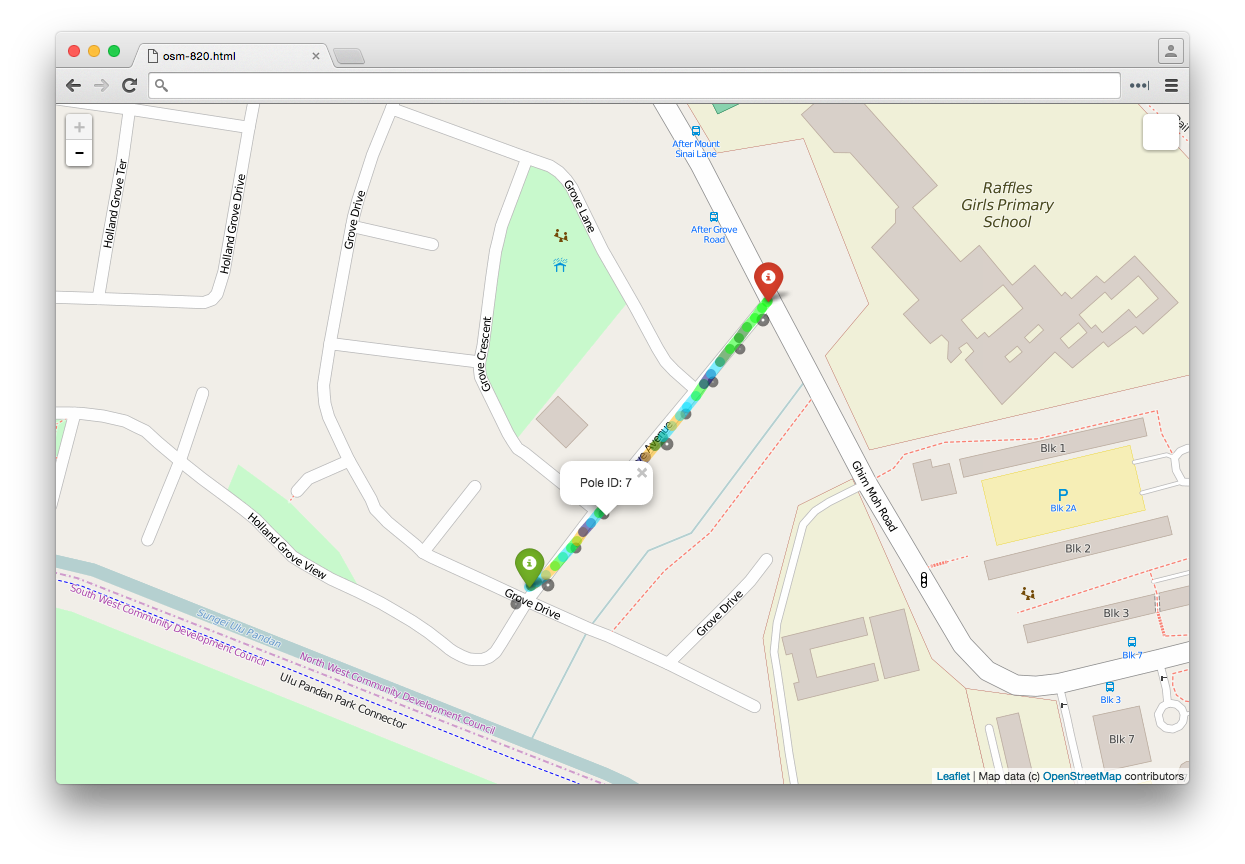 osm-820.html
After Mount
Sinai Lane
After Grove
Road
Raffles
Girls Primary
School
Holland Grove Ter
Holland Grove Drive
Grove Drive
Grove Lane
Grove Crescent
Avenue
Pole ID: 7
Ghim Moh Road
Blk 1
P
Blk 2A
Blk 2
Blk 3
Blk 7
Blk 3
Blk 7
Holland Grove View
Grove Drive
Grove Drive
Sungei Ulu Pandan
South West Community Development Council
North West Community Development Council
Ulu Pandan Park Connector
Leaflet | Map data (c) OpenStreetMap contributors